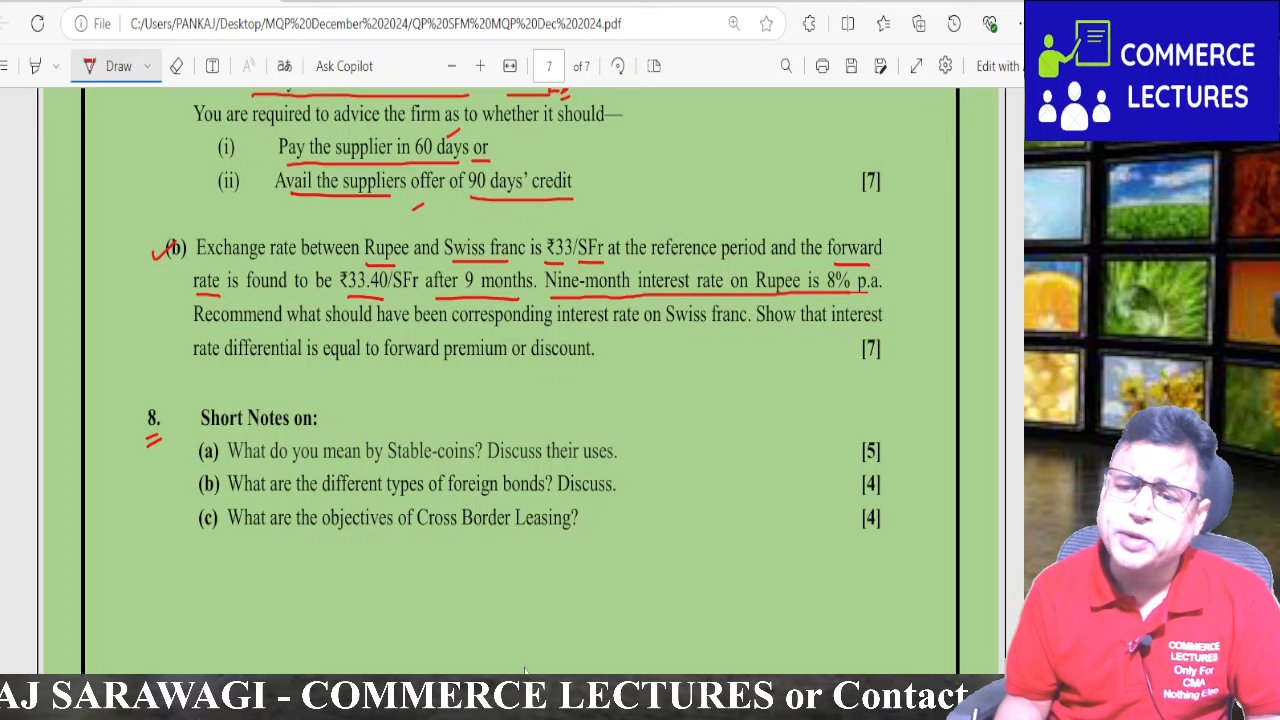 File
C:/Users/PANKAJ/Desktop/MQP%20December%202024/QP%20SFM%20MQP%20Dec%202024.pdf
Draw
Ask Copilot
7 of 7
Edit with
COMMERCE
LECTURES
You are required to advice the firm as to whether it should—
(i) Pay the supplier in 60 days or
(ii) Avail the suppliers offer of 90 days' credit [7]
(b) Exchange rate between Rupee and Swiss franc is ₹33/SFr at the reference period and the forward
rate is found to be ₹33.40/SFr after 9 months. Nine-month interest rate on Rupee is 8% p.a.
Recommend what should have been corresponding interest rate on Swiss franc. Show that interest
rate differential is equal to forward premium or discount. [7]
8. Short Notes on:
(a) What do you mean by Stable-coins? Discuss their uses. [5]
(b) What are the different types of foreign bonds? Discuss. [4]
(c) What are the objectives of Cross Border Leasing? [4]
COMMERCE
LECTURES
Only For
CMA
Nothing Else
AJ SARAWAGI - COMMERCE LECTURES or Contact